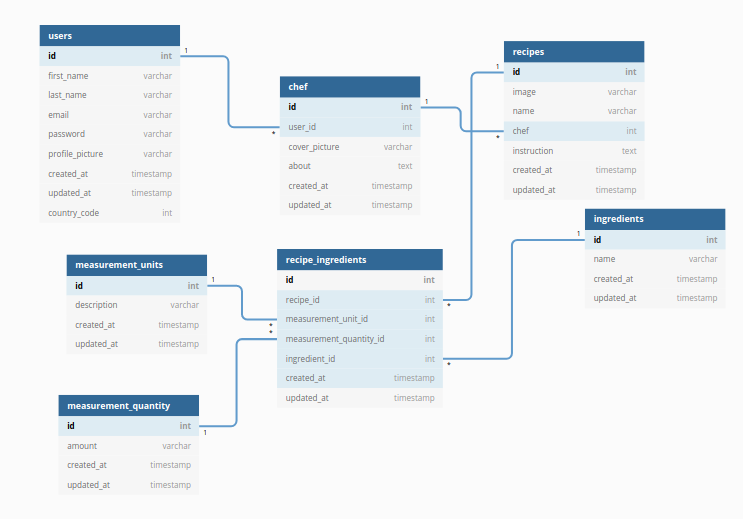 users
id int
first_name varchar
last_name varchar
email varchar
password varchar
profile_picture varchar
created_at timestamp
updated_at timestamp
country_code int
1
*
chef
id int
user_id int
cover_picture varchar
about text
created_at timestamp
updated_at timestamp
1
*
recipes
id int
image varchar
name varchar
chef int
instruction text
created_at timestamp
updated_at timestamp
1
*
ingredients
id int
name varchar
created_at timestamp
updated_at timestamp
1
*
measurement_units
id int
description varchar
created_at timestamp
updated_at timestamp
1
*
recipe_ingredients
id int
recipe_id int
measurement_unit_id int
measurement_quantity_id int
ingredient_id int
created_at timestamp
updated_at timestamp
*
measurement_quantity
id int
amount varchar
created_at timestamp
updated_at timestamp
1